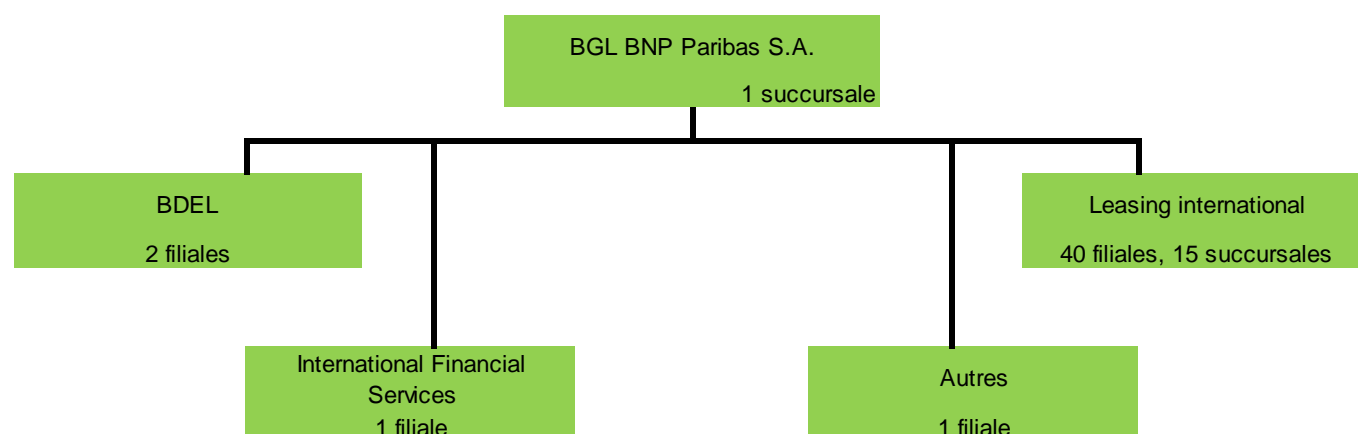 BGL BNP Paribas S.A.
1 succursale
BDEL
2 filiales
Leasing international
40 filiales, 15 succursales
International Financial
Services
1 filiale
Autres
1 filiale